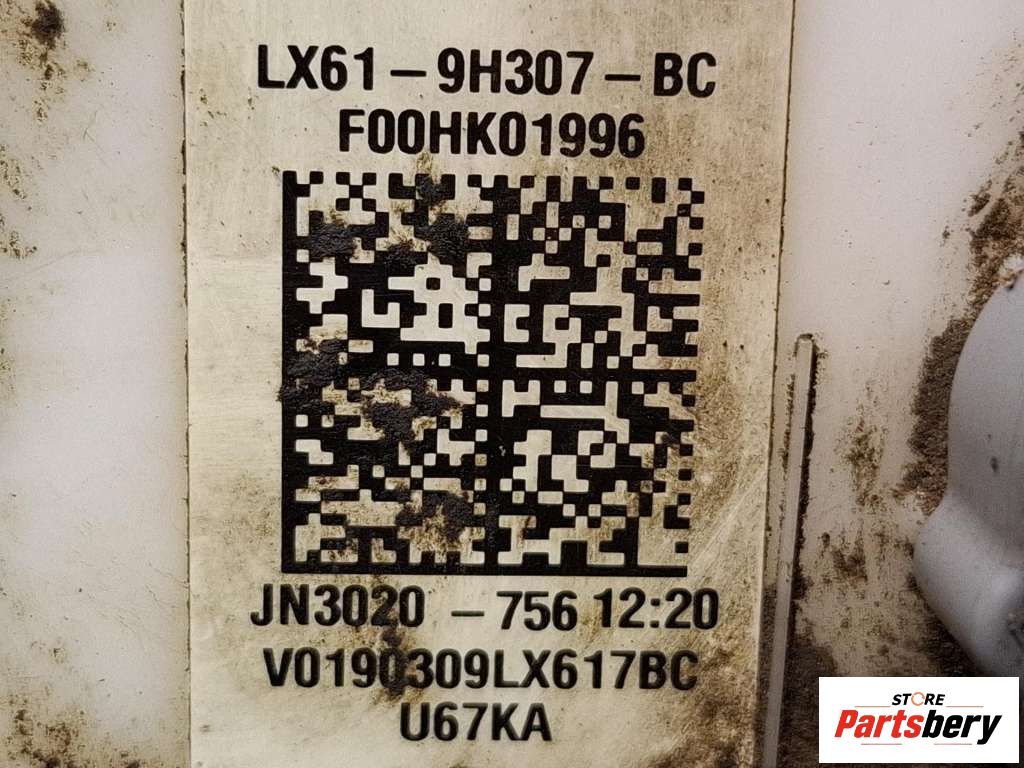 LX61-9H307-BC
F00HK01996
JN3020 -756 12:20
V0190309LX617BC
U67KA
STORE
Partsbery